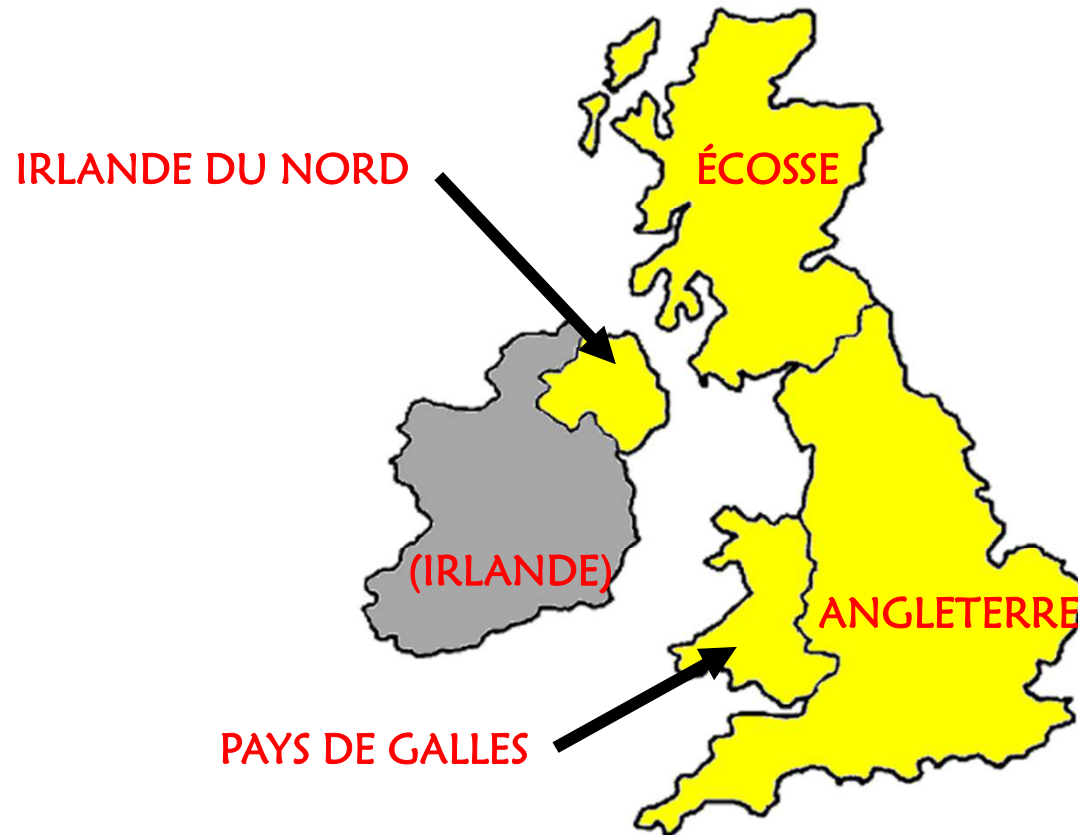 IRLANDE DU NORD
ÉCOSSE
(IRLANDE)
ANGLETERRE
PAYS DE GALLES